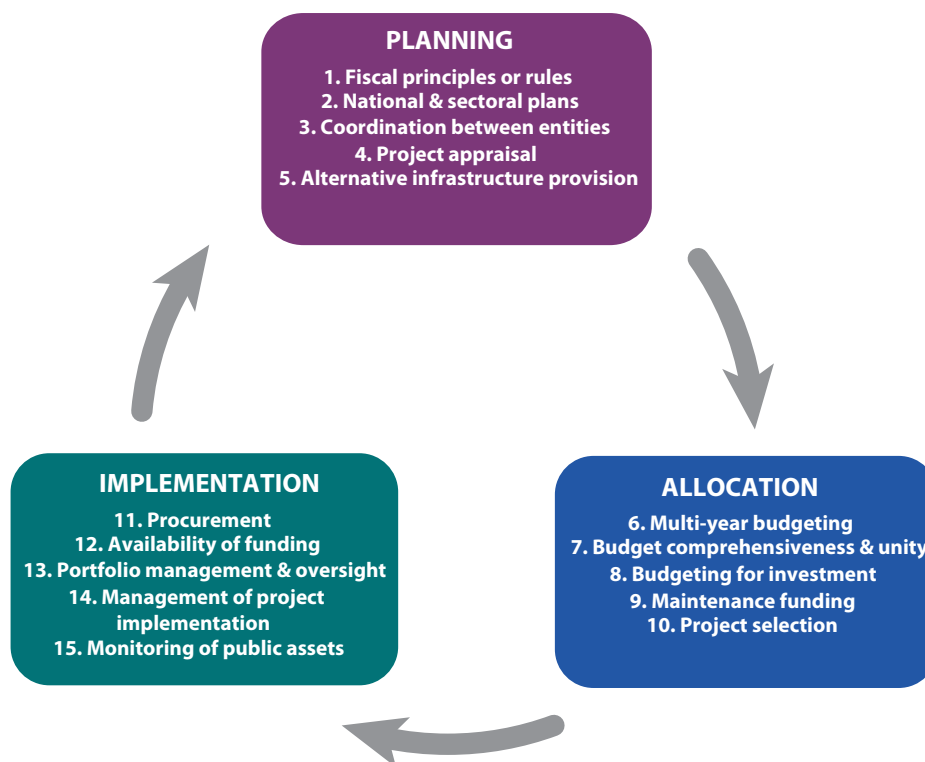 PLANNING
1. Fiscal principles or rules
2. National & sectoral plans
3. Coordination between entities
4. Project appraisal
5. Alternative infrastructure provision
ALLOCATION
6. Multi-year budgeting
7. Budget comprehensiveness & unity
8. Budgeting for investment
9. Maintenance funding
10. Project selection
IMPLEMENTATION
11. Procurement
12. Availability of funding
13. Portfolio management & oversight
14. Management of project
implementation
15. Monitoring of public assets